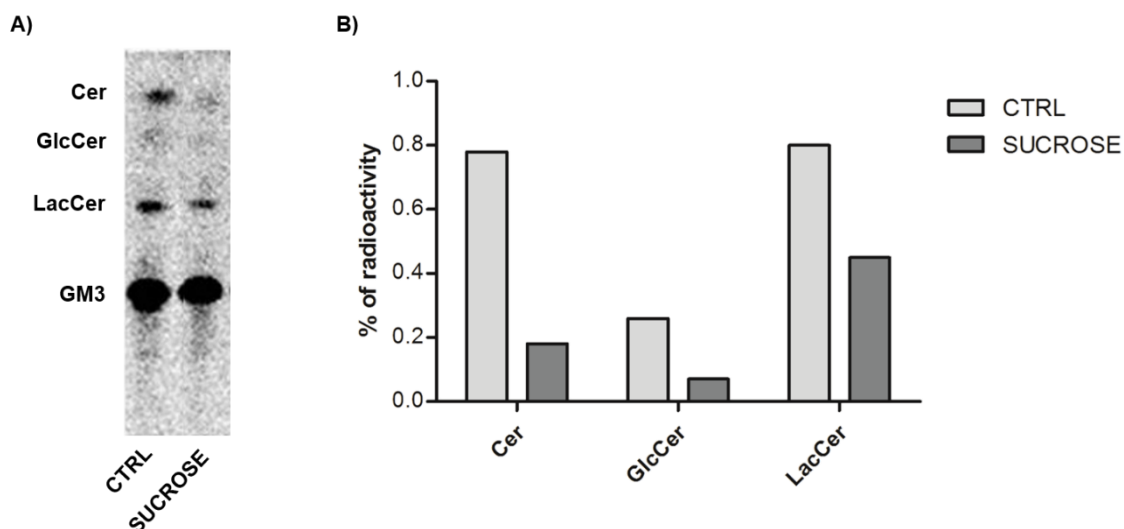 A)
Cer
GlcCer
LacCer
GM3
CTRL
SUCROSE
B)
% of radioactivity
1.0
0.8
0.6
0.4
0.2
0.0
Cer
GlcCer
LacCer
CTRL
SUCROSE